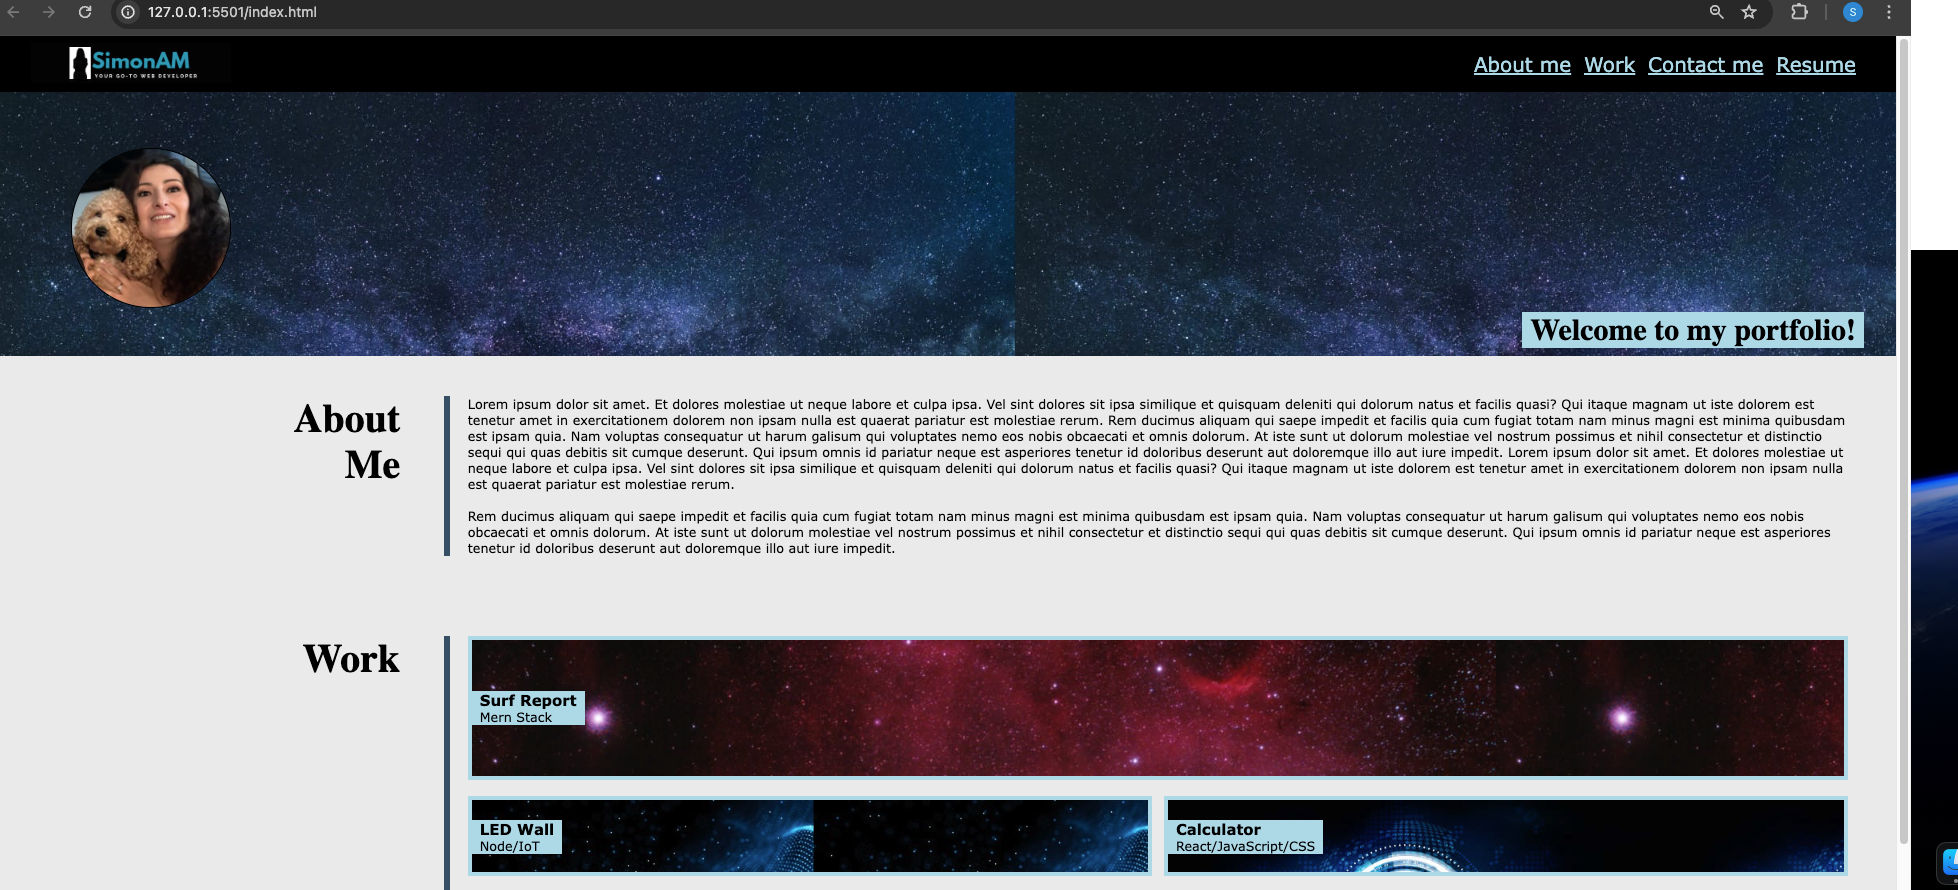 127.0.0.1:5501/index.html
S
SimonAM
YOUR GO-TO WEB DEVELOPER
About me Work Contact me Resume
Welcome to my portfolio!
About
Me
Lorem ipsum dolor sit amet. Et dolores molestiae ut neque labore et culpa ipsa. Vel sint dolores sit ipsa similique et quisquam deleniti qui dolorum natus et facilis quasi? Qui itaque magnam ut iste dolorem est
tenetur amet in exercitationem dolorem non ipsam nulla est quaerat pariatur est molestiae rerum. Rem ducimus aliquam qui saepe impedit et facilis quia cum fugiat totam nam minus magni est minima quibusdam
est ipsam quia. Nam voluptas consequatur ut harum galisum qui voluptates nemo eos nobis obcaecati et omnis dolorum. At iste sunt ut dolorum molestiae vel nostrum possimus et nihil consectetur et distinctio
sequi qui quas debitis sit cumque deserunt. Qui ipsum omnis id pariatur neque est asperiores tenetur id doloribus deserunt aut doloremque illo aut iure impedit. Lorem ipsum dolor sit amet. Et dolores molestiae ut
neque labore et culpa ipsa. Vel sint dolores sit ipsa similique et quisquam deleniti qui dolorum natus et facilis quasi? Qui itaque magnam ut iste dolorem est tenetur amet in exercitationem dolorem non ipsam nulla
est quaerat pariatur est molestiae rerum.
Rem ducimus aliquam qui saepe impedit et facilis quia cum fugiat totam nam minus magni est minima quibusdam est ipsam quia. Nam voluptas consequatur ut harum galisum qui voluptates nemo eos nobis
obcaecati et omnis dolorum. At iste sunt ut dolorum molestiae vel nostrum possimus et nihil consectetur et distinctio sequi qui quas debitis sit cumque deserunt. Qui ipsum omnis id pariatur neque est asperiores
tenetur id doloribus deserunt aut doloremque illo aut iure impedit.
Work
Surf Report
Mern Stack
LED Wall
Node/IoT
Calculator
React/JavaScript/CSS